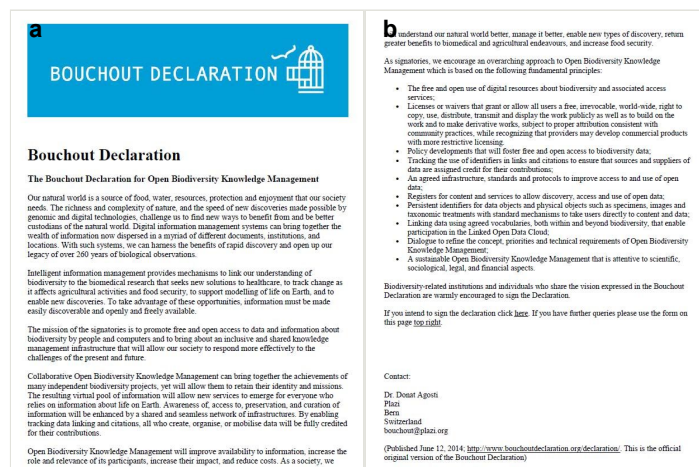 a
BOUCHOUT DECLARATION
Bouchout Declaration
The Bouchout Declaration for Open Biodiversity Knowledge Management
Our natural world is a source of food, water, resources, protection and enjoyment that our society
needs. The richness and complexity of nature, and the speed of new discoveries made possible by
genomic and digital technologies, challenge us to find new ways to benefit from and be better
custodians of the natural world. Digital information management systems can bring together the
wealth of information now dispersed in a myriad of different documents, institutions, and
locations. With such systems, we can harness the benefits of rapid discovery and open up our
legacy of over 260 years of biological observations.
Intelligent information management provides mechanisms to link our understanding of
biodiversity to the biomedical research that seeks new solutions to healthcare, to track change as
it affects agricultural activities and food security, to support modelling of life on Earth, and to
enable new discoveries. To take advantage of these opportunities, information must be made
easily discoverable and openly and freely available.
The mission of the signatories is to promote free and open access to data and information about
biodiversity by people and computers and to bring about an inclusive and shared knowledge
management infrastructure that will allow our society to respond more effectively to the
challenges of the present and future.
Collaborative Open Biodiversity Knowledge Management can bring together the achievements of
many independent biodiversity projects, yet will allow them to retain their identity and missions.
The resulting virtual pool of information will allow new services to emerge for everyone who
relies on information about life on Earth. Awareness of, access to, preservation, and curation of
information will be enhanced by a shared and seamless network of infrastructures. By enabling
tracking data linking and citations, all who create, organise, or mobilise data will be fully credited
for their contributions.
Open Biodiversity Knowledge Management will improve availability to information, increase the
role and relevance of its participants, increase their impact, and reduce costs. As a society, we
b
understand our natural world better, manage it better, enable new types of discovery, return
greater benefits to biomedical and agricultural endeavours, and increase food security.
As signatories, we encourage an overarching approach to Open Biodiversity Knowledge
Management which is based on the following fundamental principles:
• The free and open use of digital resources about biodiversity and associated access
services;
• Licenses or waivers that grant or allow all users a free, irrevocable, world-wide, right to
copy, use, distribute, transmit and display the work publicly as well as to build on the
work and to make derivative works, subject to proper attribution consistent with
community practices, while recognizing that providers may develop commercial products
with more restrictive licensing.
• Policy developments that will foster free and open access to biodiversity data;
• Tracking the use of identifiers in links and citations to ensure that sources and suppliers of
data are assigned credit for their contributions;
• An agreed infrastructure, standards and protocols to improve access to and use of open
data;
• Registers for content and services to allow discovery, access and use of open data;
• Persistent identifiers for data objects and physical objects such as specimens, images and
taxonomic treatments with standard mechanisms to take users directly to content and data;
• Linking data using agreed vocabularies, both within and beyond biodiversity, that enable
participation in the Linked Open Data Cloud;
• Dialogue to refine the concept, priorities and technical requirements of Open Biodiversity
Knowledge Management;
• A sustainable Open Biodiversity Knowledge Management that is attentive to scientific,
sociological, legal, and financial aspects.
Biodiversity-related institutions and individuals who share the vision expressed in the Bouchout
Declaration are warmly encouraged to sign the Declaration.
If you intend to sign the declaration click here. If you have further queries please use the form on
this page top right.
Contact:
Dr. Donat Agosti
Plazi
Bern
Switzerland
bouchout@plazi.org
(Published June 12, 2014; http://www.bouchoutdeclaration.org/declaration/. This is the official
original version of the Bouchout Declaration)